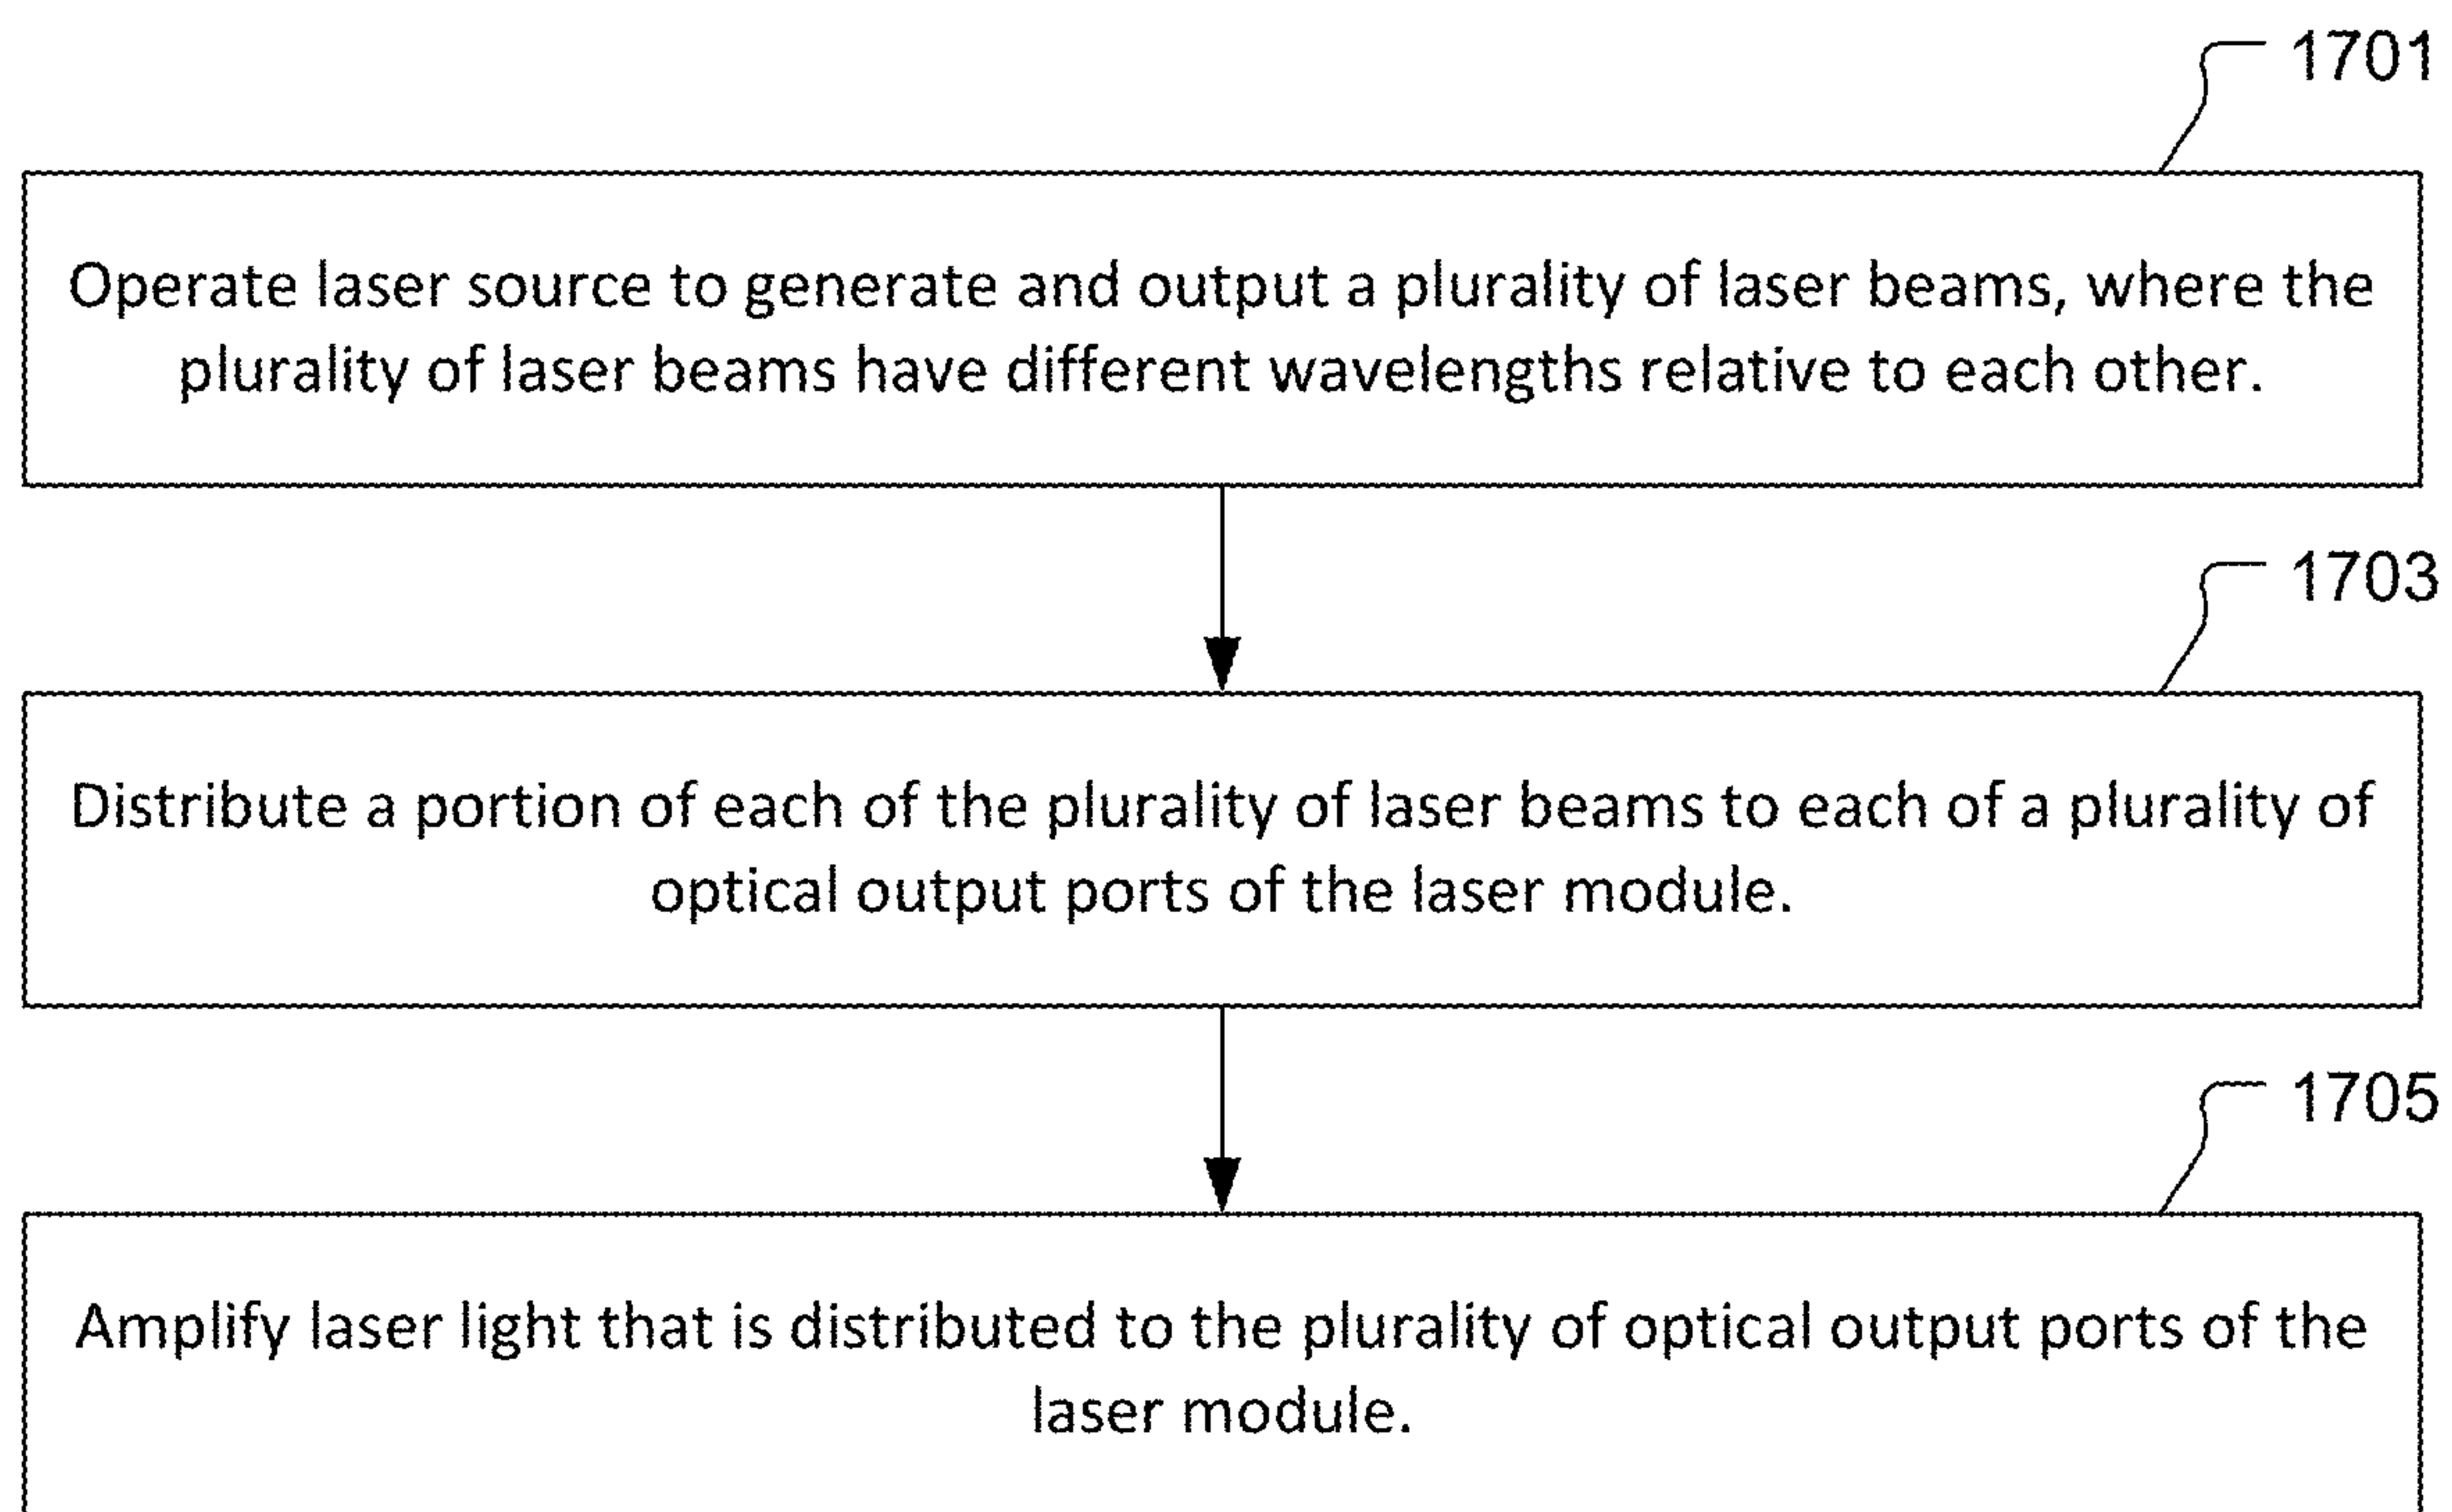 1701
Operate laser source to generate and output a plurality of laser beams, where the
plurality of laser beams have different wavelengths relative to each other.
1703
Distribute a portion of each of the plurality of laser beams to each of a plurality of
optical output ports of the laser module.
1705
Amplify laser light that is distributed to the plurality of optical output ports of the
laser module.